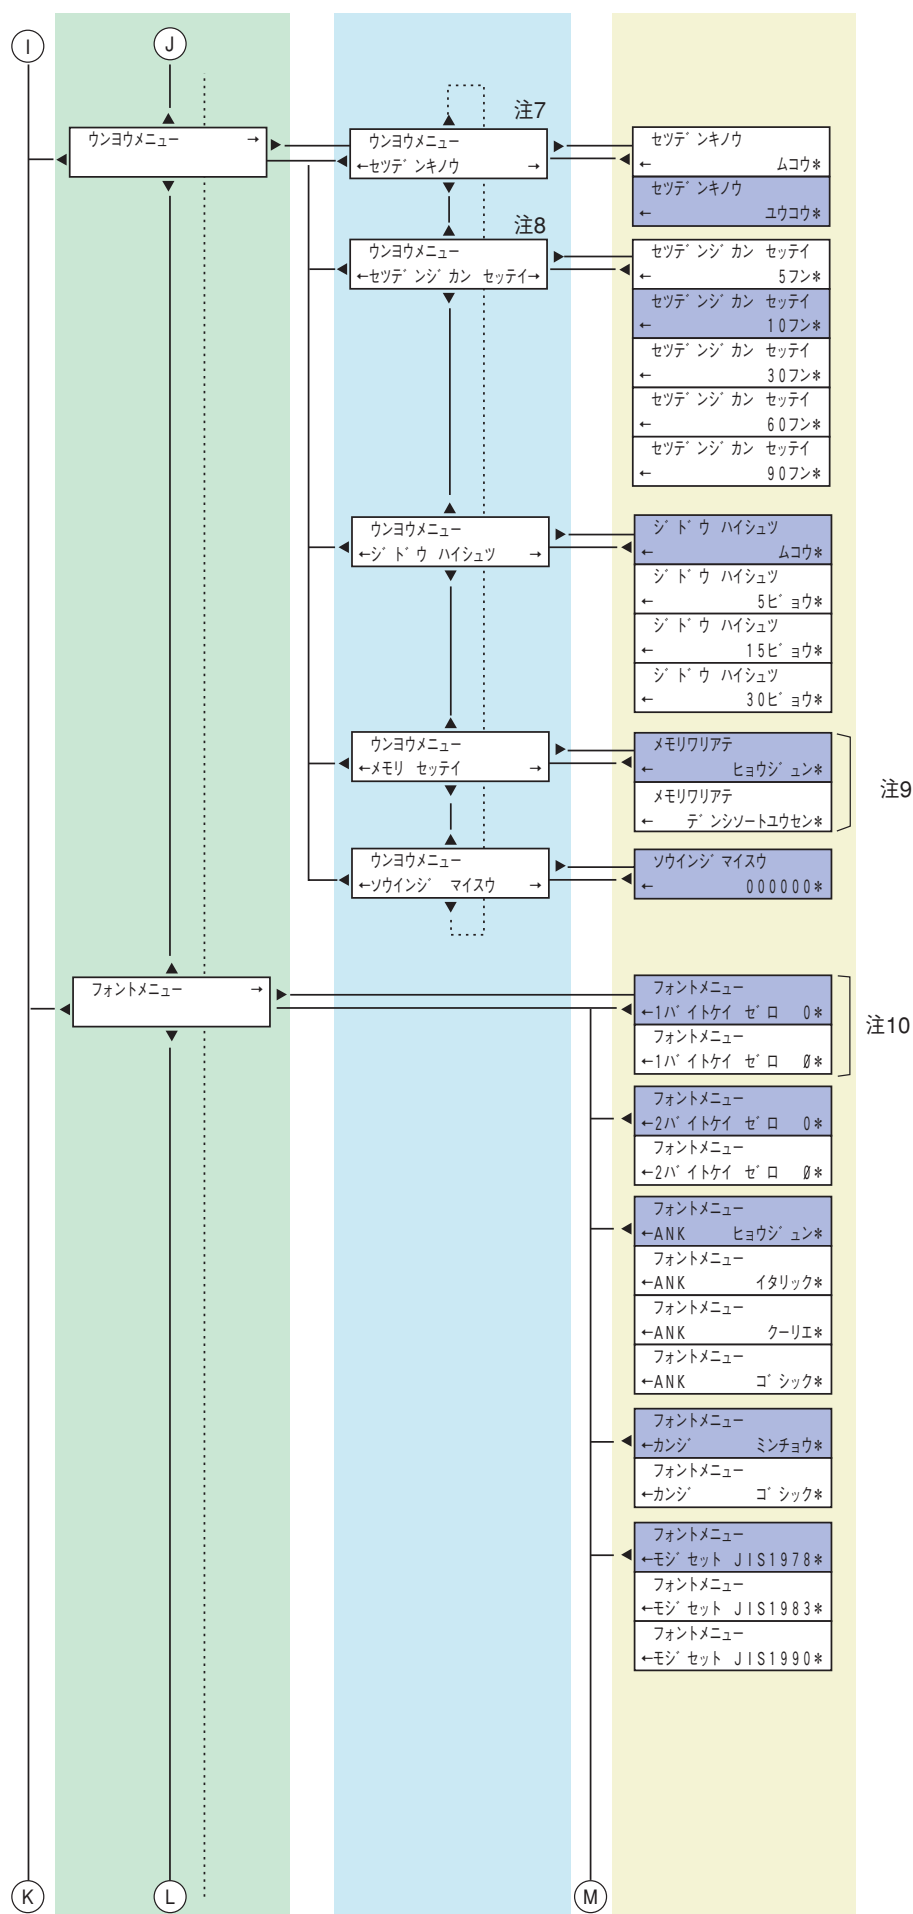 I
J
注7
ウンヨウメニュー →
ウンヨウメニュー
←セツデンキノウ →
セツデンキノウ
← ムコウ*
セツデンキノウ
← ユウコウ*
注8
ウンヨウメニュー
←セツデンジカン セッテイ→
セツデンジカン セッテイ
← 5フン*
セツデンジカン セッテイ
← 10フン*
セツデンジカン セッテイ
← 30フン*
セツデンジカン セッテイ
← 60フン*
セツデンジカン セッテイ
← 90フン*
ウンヨウメニュー
←ジドウ ハイシュツ →
ジドウ ハイシュツ
← ムコウ*
ジドウ ハイシュツ
← 5ビョウ*
ジドウ ハイシュツ
← 15ビョウ*
ジドウ ハイシュツ
← 30ビョウ*
ウンヨウメニュー
←メモリ セッテイ →
メモリワリアテ
← ヒョウジュン*
メモリワリアテ
← デンシソートユウセン*
注9
ウンヨウメニュー
←ソウインジ マイスウ →
ソウインジマイスウ
← 000000*
フォントメニュー →
フォントメニュー
←1バイトケイ ゼロ 0*
フォントメニュー
←1バイトケイ ゼロ Ø*
注10
フォントメニュー
←2バイトケイ ゼロ 0*
フォントメニュー
←2バイトケイ ゼロ Ø*
フォントメニュー
←ANK ヒョウジュン*
フォントメニュー
←ANK イタリック*
フォントメニュー
←ANK クーリエ*
フォントメニュー
←ANK ゴシック*
フォントメニュー
←カンジ ミンチョウ*
フォントメニュー
←カンジ ゴシック*
フォントメニュー
←モジセット JIS1978*
フォントメニュー
←モジセット JIS1983*
フォントメニュー
←モジセット JIS1990*
K
L
M